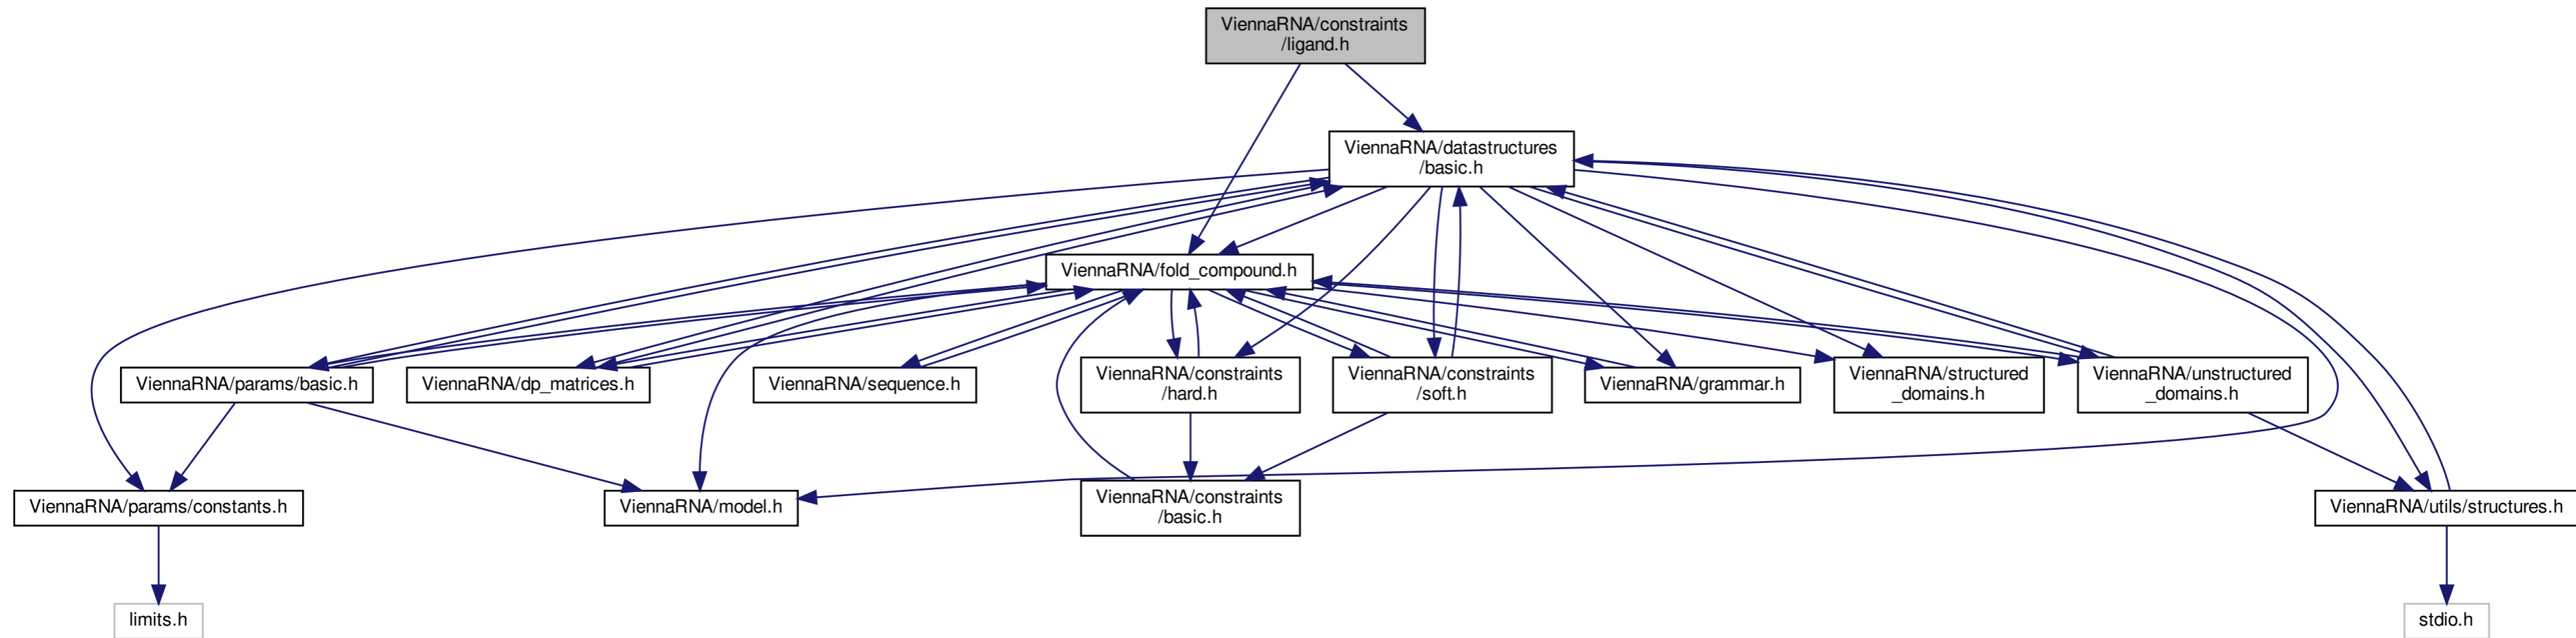 ViennaRNA/constraints
/ligand.h
ViennaRNA/datastructures
/basic.h
ViennaRNA/fold_compound.h
ViennaRNA/params/basic.h
ViennaRNA/dp_matrices.h
ViennaRNA/sequence.h
ViennaRNA/constraints
/hard.h
ViennaRNA/constraints
/soft.h
ViennaRNA/grammar.h
ViennaRNA/structured
_domains.h
ViennaRNA/unstructured
_domains.h
ViennaRNA/params/constants.h
ViennaRNA/model.h
ViennaRNA/constraints
/basic.h
ViennaRNA/utils/structures.h
limits.h
stdio.h